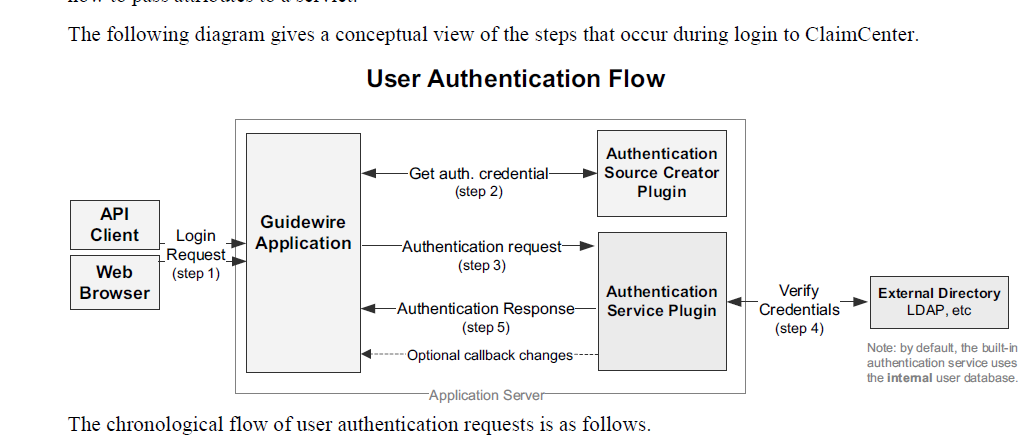 how to pass attributes to a servlet.
The following diagram gives a conceptual view of the steps that occur during login to ClaimCenter.
User Authentication Flow
API
Client
Web
Browser
Login
Request
(step 1)
Guidewire
Application
Get auth. credential
(step 2)
Authentication
Source Creator
Plugin
Authentication request
(step 3)
Authentication
Service Plugin
Verify
Credentials
(step 4)
External Directory
LDAP, etc
Authentication Response
(step 5)
Optional callback changes
Note: by default, the built-in
authentication service uses
the internal user database.
Application Server
The chronological flow of user authentication requests is as follows.